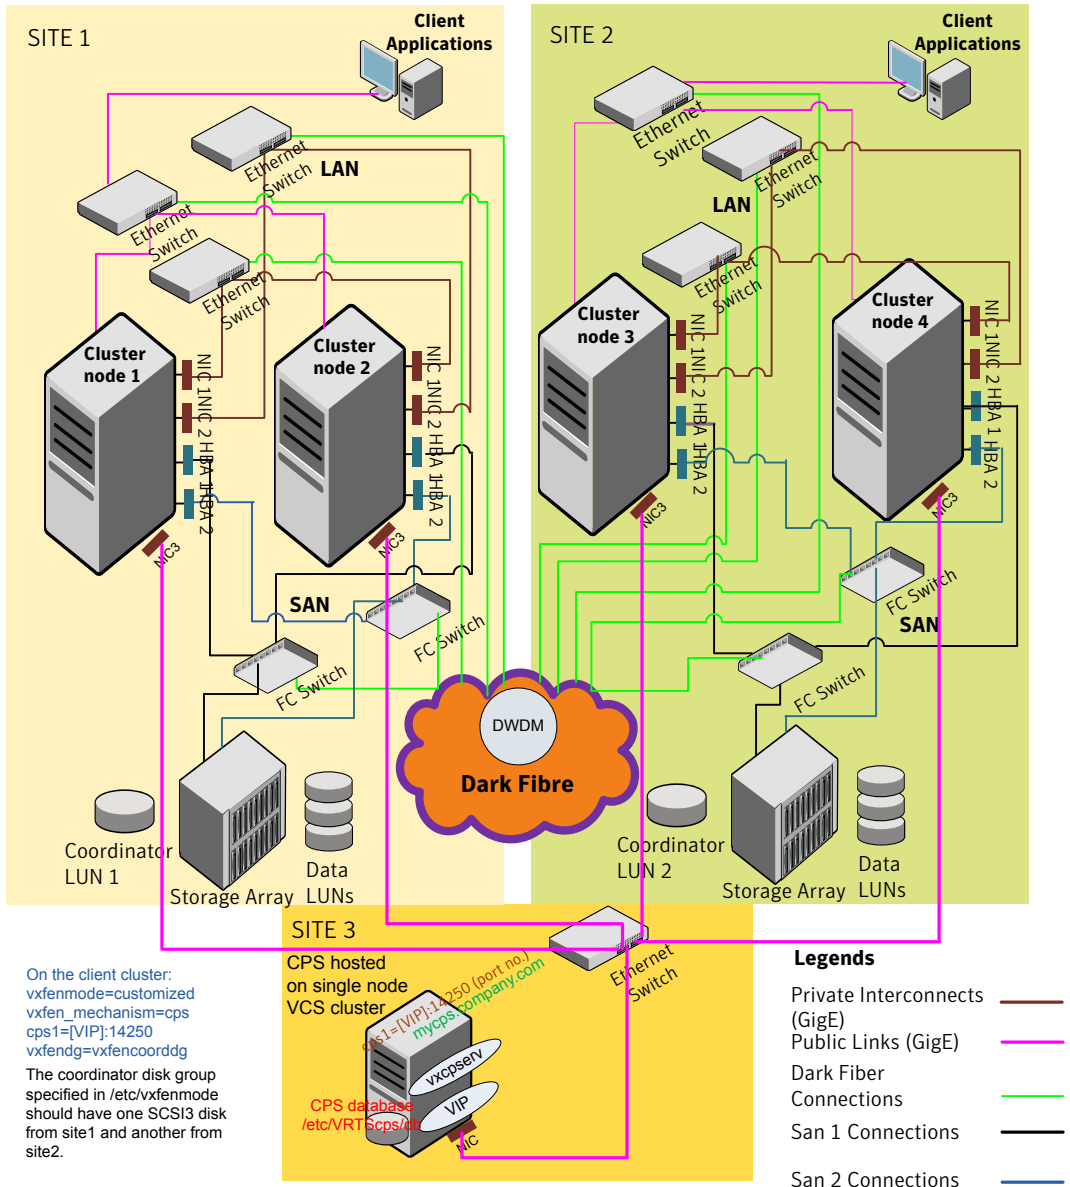 SITE 1
Client
Applications
SITE 2
Client
Applications
Ethernet
Switch
LAN
Ethernet
Switch
Ethernet
Switch
Ethernet
Switch
Ethernet
Switch
LAN
Ethernet
Switch
Cluster
node 1
NIC 1
NIC 2
HBA 1
HBA 2
NIC3
Cluster
node 2
NIC 1
NIC 2
HBA 1
HBA 2
NIC3
Cluster
node 3
NIC 1
NIC 2
HBA 1
HBA 2
NIC3
Cluster
node 4
NIC 1
NIC 2
HBA 1
HBA 2
NIC3
SAN
FC Switch
FC Switch
FC Switch
SAN
FC Switch
DWDM
Dark Fibre
Coordinator
LUN 1
Storage Array
Data
LUNs
Coordinator
LUN 2
Storage Array
Data
LUNs
SITE 3
CPS hosted
on single node
VCS cluster
cps1=[VIP]:14250 (port no.)
mycps.company.com
Ethernet
Switch
vxcpserv
VIP
CPS database
/etc/VRTScps/db
NIC
On the client cluster:
vxfenmode=customized
vxfen_mechanism=cps
cps1=[VIP]:14250
vxfendg=vxfencoorddg
The coordinator disk group
specified in /etc/vxfenmode
should have one SCSI3 disk
from site1 and another from
site2.
Legends
Private Interconnects
(GigE)
Public Links (GigE)
Dark Fiber
Connections
San 1 Connections
San 2 Connections